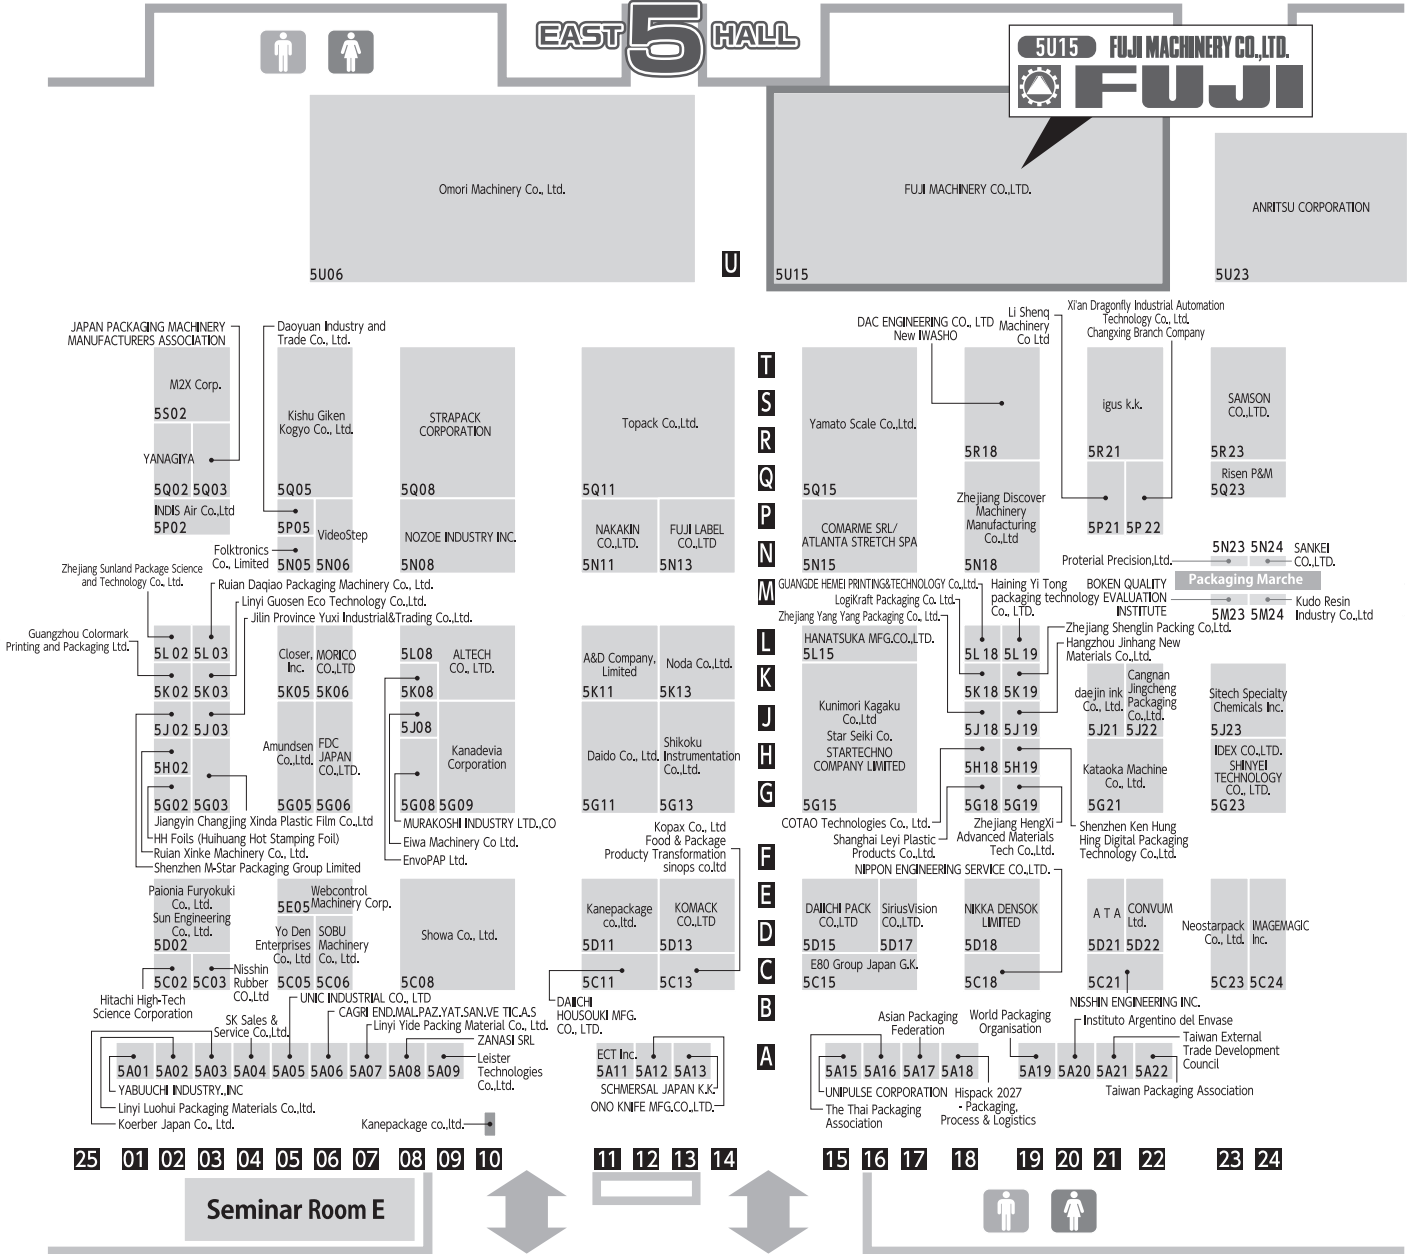 EAST 5 HALL
5U15 FUJI MACHINERY CO.,LTD.
FUJI
Omori Machinery Co., Ltd.
5U06
U
FUJI MACHINERY CO.,LTD.
5U15
ANRITSU CORPORATION
5U23
JAPAN PACKAGING MACHINERY
MANUFACTURERS ASSOCIATION
Daoyuan Industry and
Trade Co., Ltd.
DAC ENGINEERING CO., LTD
New IWASHO
Li Shenq
Machinery
Co Ltd
Xi'an Dragonfly Industrial Automation
Technology Co., Ltd.
Changxing Branch Company
M2X Corp.
5S02
YANAGIYA
5Q02 5Q03
INDIS Air Co.,Ltd
5P02
Kishu Giken
Kogyo Co., Ltd.
5Q05
5P05
VideoStep
5N05 5N06
Folktronics
Co., Limited
STRAPACK
CORPORATION
5Q08
NOZOE INDUSTRY INC.
5N08
Topack Co.,Ltd.
5Q11
NAKAKIN
CO.,LTD.
5N11
FUJI LABEL
CO.,LTD
5N13
T
S
R
Q
P
N
M
L
K
J
H
G
F
E
D
C
B
A
Yamato Scale Co.,Ltd.
5Q15
COMARME SRL/
ATLANTA STRETCH SPA
5N15
5R18
Zhejiang Discover
Machinery
Manufacturing
Co.,Ltd
5N18
igus k.k.
5R21
5P21 5P22
SAMSON
CO.,LTD.
5R23
Risen P&M
5Q23
Proterial Precision,Ltd.
5N23 5N24
SANKEI
CO.,LTD.
Packaging Marche
BOKEN QUALITY
EVALUATION
INSTITUTE
5M23 5M24
Kudo Resin
Industry Co.,Ltd
Zhejiang Sunland Package Science
and Technology Co., Ltd.
Ruian Daqiao Packaging Machinery Co., Ltd.
Linyi Guosen Eco Technology Co.,Ltd.
Jilin Province Yuxi Industrial&Trading Co.,Ltd.
Guangzhou Colormark
Printing and Packaging Ltd.
5L02 5L03
5K02 5K03
5J02 5J03
5H02
5G02 5G03
Jiangyin Changjing Xinda Plastic Film Co.,Ltd
HH Foils (Huihuang Hot Stamping Foil)
Ruian Xinke Machinery Co., Ltd.
Shenzhen M-Star Packaging Group Limited
Closer,
Inc.
5K05
MORICO
CO.,LTD
5K06
Amundsen
Co.,Ltd.
5G05
FDC
JAPAN
CO.,LTD.
5G06
5L08
ALTECH
CO., LTD.
5K08
5J08
Kanadevia
Corporation
5G08 5G09
MURAKOSHI INDUSTRY LTD.,CO
Eiwa Machinery Co Ltd.
EnvoPAP Ltd.
A&D Company,
Limited
5K11
Noda Co.,Ltd.
5K13
Daido Co., Ltd.
5G11
Shikoku
Instrumentation
Co.,Ltd.
5G13
Kopax Co., Ltd
Food & Package
Producty Transformation
sinops co.ltd
GUANGDE HEMEI PRINTING&TECHNOLOGY Co.,Ltd.
LogiKraft Packaging Co. Ltd.
Zhejiang Yang Yang Packaging Co., Ltd.
Haining Yi Tong
packaging technology
Co., LTD.
Zhejiang Shenglin Packing Co,Ltd.
Hangzhou Jinhang New
Materials Co.,Ltd.
HANATSUKA MFG.CO.,LTD.
5L15
Kunimori Kagaku
Co.,Ltd
Star Seiki Co.
STARTECHNO
COMPANY LIMITED
5G15
5L18 5L19
5K18 5K19
5J18 5J19
5H18 5H19
5G18 5G19
COTAO Technologies Co., Ltd.
Shanghai Leyi Plastic
Products Co.,Ltd.
Zhejiang HengXi
Advanced Materials
Tech Co.,Ltd.
daejin ink
Co., Ltd.
5J21
Cangnan
Jingcheng
Packaging
Co.,Ltd.
5J22
Kataoka Machine
Co., Ltd.
5G21
Shenzhen Ken Hung
Hing Digital Packaging
Technology Co.,Ltd.
Sitech Specialty
Chemicals Inc.
5J23
IDEX CO.,LTD.
SHINYEI
TECHNOLOGY
CO., LTD.
5G23
NIPPON ENGINEERING SERVICE CO.,LTD.
Paionia Furyokuki
Co., Ltd.
Sun Engineering
Co., Ltd.
5D02
5C02 5C03
Hitachi High-Tech
Science Corporation
Nisshin
Rubber
CO.,Ltd
Webcontrol
Machinery Corp.
5E05
Yo Den
Enterprises
Co., Ltd
5C05
SOBU
Machinery
Co., Ltd.
5C06
Showa Co., Ltd.
5C08
Kanepackage
co.,ltd.
5D11
KOMACK
CO.,LTD
5D13
5C11 5C13
DAIICHI
HOUSOUKI MFG.
CO., LTD.
DAIICHI PACK
CO.,LTD
5D15
SiriusVision
CO.,LTD.
5D17
E80 Group Japan G.K.
5C15
NIKKA DENSOK
LIMITED
5D18
5C18
A T A
5D21
CONVUM
Ltd.
5D22
5C21
NISSHIN ENGINEERING INC.
Neostarpack
Co., Ltd.
5C23
IMAGEMAGIC
Inc.
5C24
UNIC INDUSTRIAL CO., LTD
CAGRI END.MAL.PAZ.YAT.SAN.VE TIC.A.S
SK Sales &
Service Co.,Ltd.
Linyi Yide Packing Material Co., Ltd.
ZANASI SRL
Leister
Technologies
Co.,Ltd.
5A01 5A02 5A03 5A04 5A05 5A06 5A07 5A08 5A09
YABUUCHI INDUSTRY.,INC
Linyi Luohui Packaging Materials Co.,ltd.
Koerber Japan Co., Ltd.
Kanepackage co.,ltd.
ECT Inc.
5A11 5A12 5A13
SCHMERSAL JAPAN K.K.
ONO KNIFE MFG.CO.,LTD.
Asian Packaging
Federation
World Packaging
Organisation
Instituto Argentino del Envase
Taiwan External
Trade Development
Council
5A15 5A16 5A17 5A18
5A19 5A20 5A21 5A22
UNIPULSE CORPORATION
The Thai Packaging
Association
Hispack 2027
- Packaging,
Process & Logistics
Taiwan Packaging Association
25 01 02 03 04 05 06 07 08 09 10 11 12 13 14 15 16 17 18 19 20 21 22 23 24
Seminar Room E